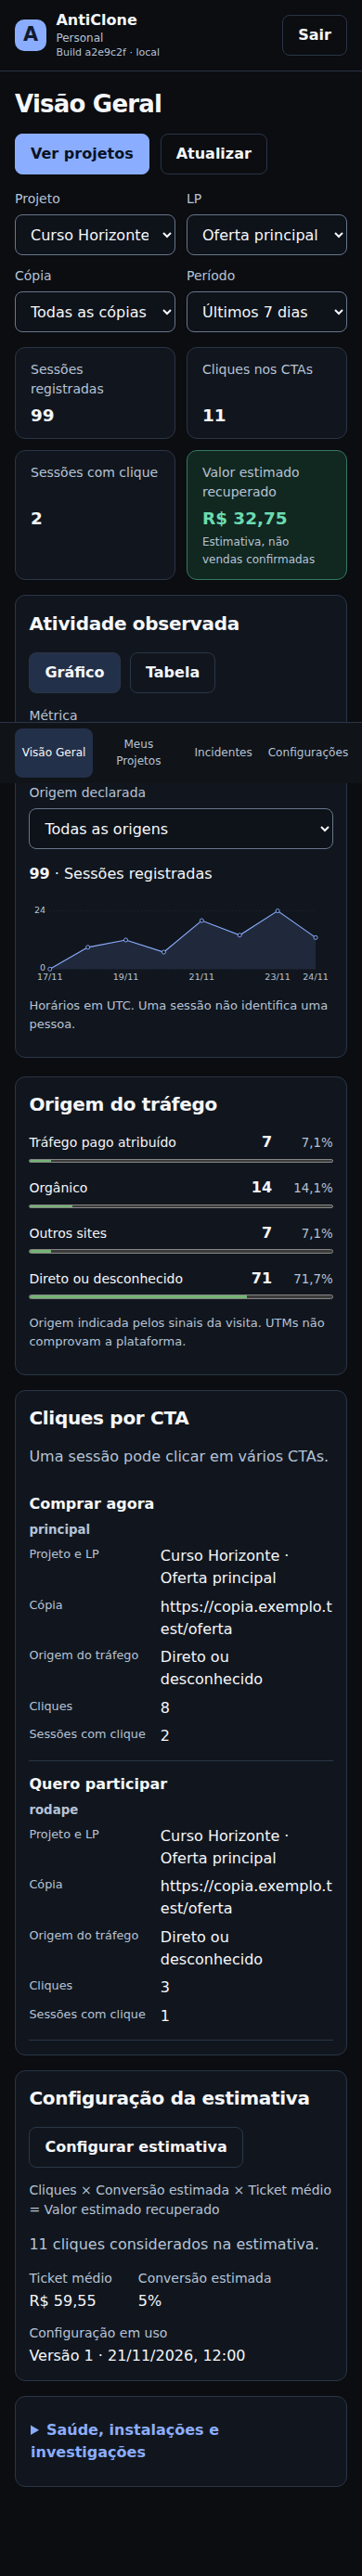 A
AntiClone
Personal
Build a2e9c2f · local
Sair
Visão Geral
Ver projetos
Atualizar
Projeto
LP
Curso Horizonte
Oferta principal
Cópia
Período
Todas as cópias
Últimos 7 dias
Sessões
registradas
99
Cliques nos CTAs
11
Sessões com clique
2
Valor estimado
recuperado
R$ 32,75
Estimativa, não
vendas confirmadas
Atividade observada
Gráfico
Tabela
Métrica
Visão Geral
Meus
Projetos
Incidentes
Configurações
Origem declarada
Todas as origens
99 · Sessões registradas
24
0
17/11
19/11
21/11
23/11
24/11
Horários em UTC. Uma sessão não identifica uma
pessoa.
Origem do tráfego
Tráfego pago atribuído 7 7,1%
Orgânico 14 14,1%
Outros sites 7 7,1%
Direto ou desconhecido 71 71,7%
Origem indicada pelos sinais da visita. UTMs não
comprovam a plataforma.
Cliques por CTA
Uma sessão pode clicar em vários CTAs.
Comprar agora
principal
Projeto e LP
Curso Horizonte ·
Oferta principal
Cópia
https://copia.exemplo.t
est/oferta
Origem do tráfego
Direto ou
desconhecido
Cliques
8
Sessões com clique
2
Quero participar
rodape
Projeto e LP
Curso Horizonte ·
Oferta principal
Cópia
https://copia.exemplo.t
est/oferta
Origem do tráfego
Direto ou
desconhecido
Cliques
3
Sessões com clique
1
Configuração da estimativa
Configurar estimativa
Cliques × Conversão estimada × Ticket médio
= Valor estimado recuperado
11 cliques considerados na estimativa.
Ticket médio
R$ 59,55
Conversão estimada
5%
Configuração em uso
Versão 1 · 21/11/2026, 12:00
Saúde, instalações e
investigações